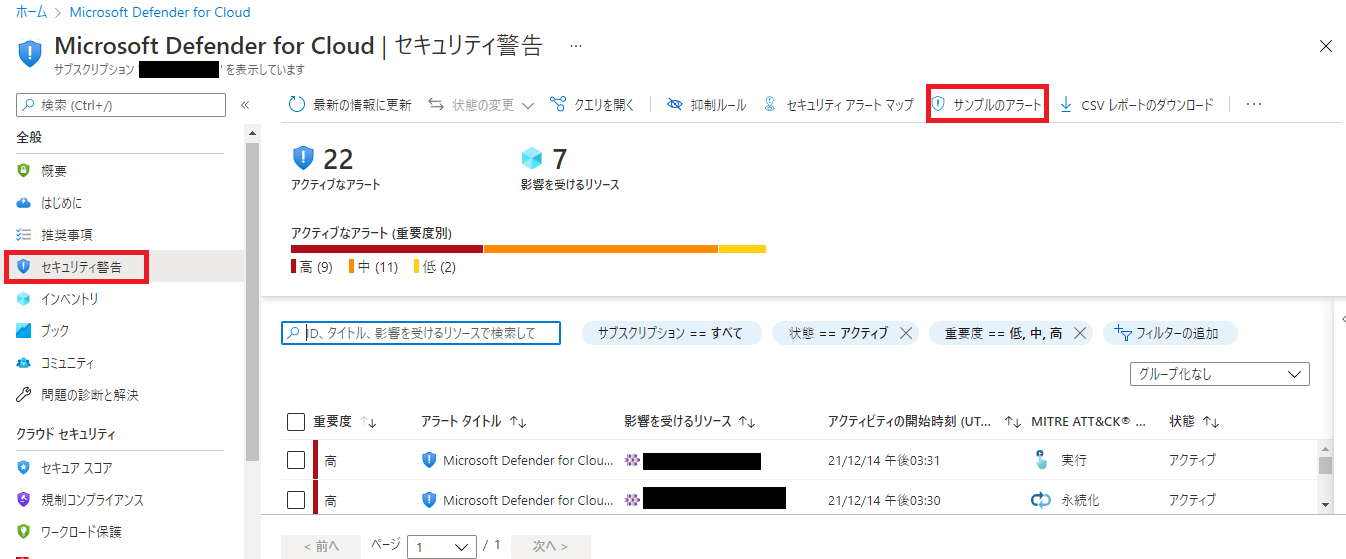 ホーム > Microsoft Defender for Cloud
Microsoft Defender for Cloud | セキュリティ警告 ...
サブスクリプション ' ' を表示しています
検索 (Ctrl+/) «
最新の情報に更新 状態の変更 クエリを開く 抑制ルール セキュリティ アラート マップ サンプルのアラート CSV レポートのダウンロード ...
全般
概要
はじめに
推奨事項
セキュリティ警告
インベントリ
ブック
コミュニティ
問題の診断と解決
クラウド セキュリティ
セキュア スコア
規制コンプライアンス
ワークロード保護
22
アクティブなアラート
7
影響を受けるリソース
アクティブなアラート (重要度別)
高 (9) 中 (11) 低 (2)
ID、タイトル、影響を受けるリソースで検索して
サブスクリプション == すべて 状態 == アクティブ 重要度 == 低, 中, 高 フィルターの追加
グループ化なし
重要度 アラート タイトル 影響を受けるリソース アクティビティの開始時刻 (UT... MITRE ATT&CK® ... 状態
高 Microsoft Defender for Clou... 21/12/14 午後03:31 実行 アクティブ
高 Microsoft Defender for Clou... 21/12/14 午後03:30 永続化 アクティブ
< 前へ ページ 1 / 1 次へ >